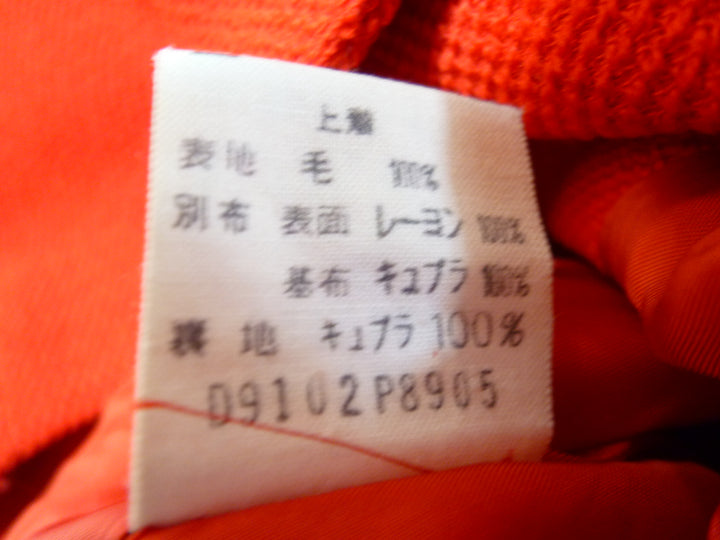 上着
表地 毛 100%
別布 表面 レーヨン 100%
基布 キュプラ 100%
裏地 キュプラ 100%
D9102P8905